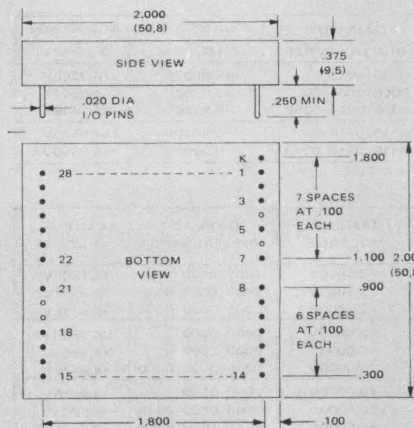 2.000
(50,8)
SIDE VIEW
.375
(9,5)
.020 DIA
I/O PINS
.250 MIN
K
1.800
28
1
3
7 SPACES
AT .100
EACH
5
22
BOTTOM
VIEW
7
1.100
2.00
(50,8
21
8
.900
6 SPACES
AT .100
EACH
18
15
14
.300
1.800
.100